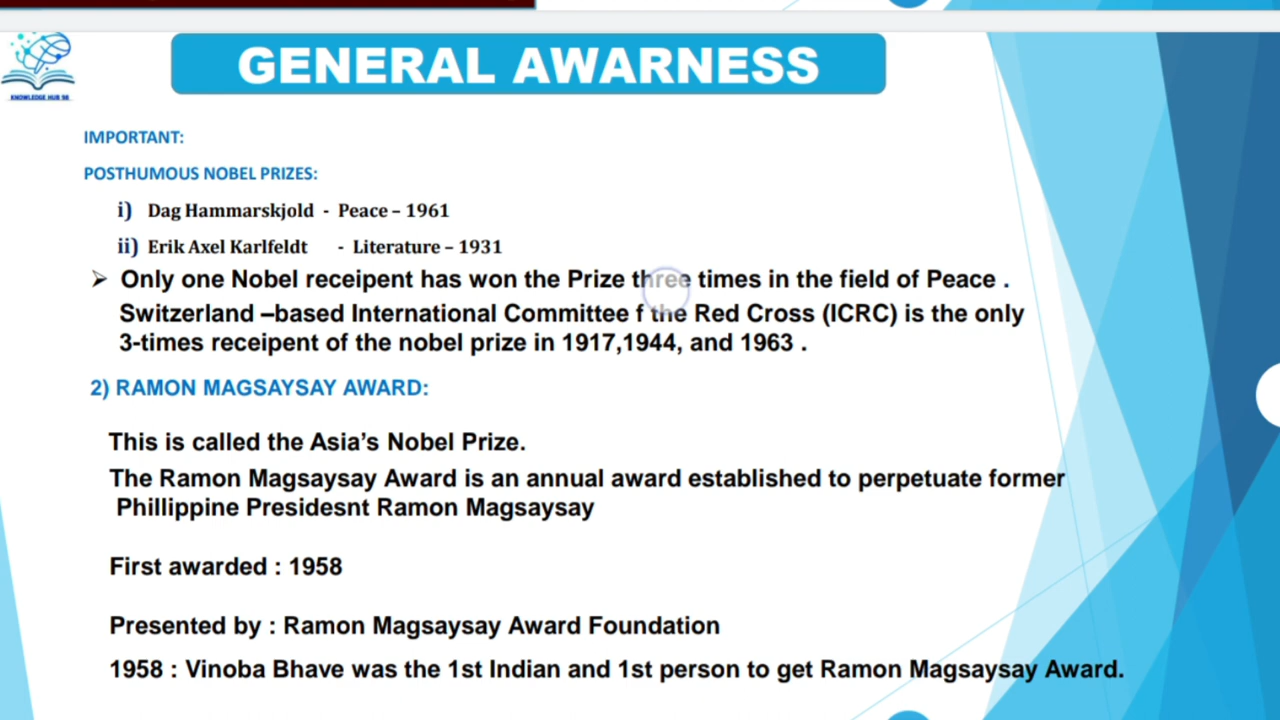 GENERAL AWARNESS
KNOWLEDGE HUB 98
IMPORTANT:
POSTHUMOUS NOBEL PRIZES:
i) Dag Hammarskjold - Peace – 1961
ii) Erik Axel Karlfeldt - Literature – 1931
➢ Only one Nobel receipent has won the Prize three times in the field of Peace .
Switzerland –based International Committee f the Red Cross (ICRC) is the only
3-times receipent of the nobel prize in 1917,1944, and 1963 .
2) RAMON MAGSAYSAY AWARD:
This is called the Asia’s Nobel Prize.
The Ramon Magsaysay Award is an annual award established to perpetuate former
Phillippine Presidesnt Ramon Magsaysay
First awarded : 1958
Presented by : Ramon Magsaysay Award Foundation
1958 : Vinoba Bhave was the 1st Indian and 1st person to get Ramon Magsaysay Award.